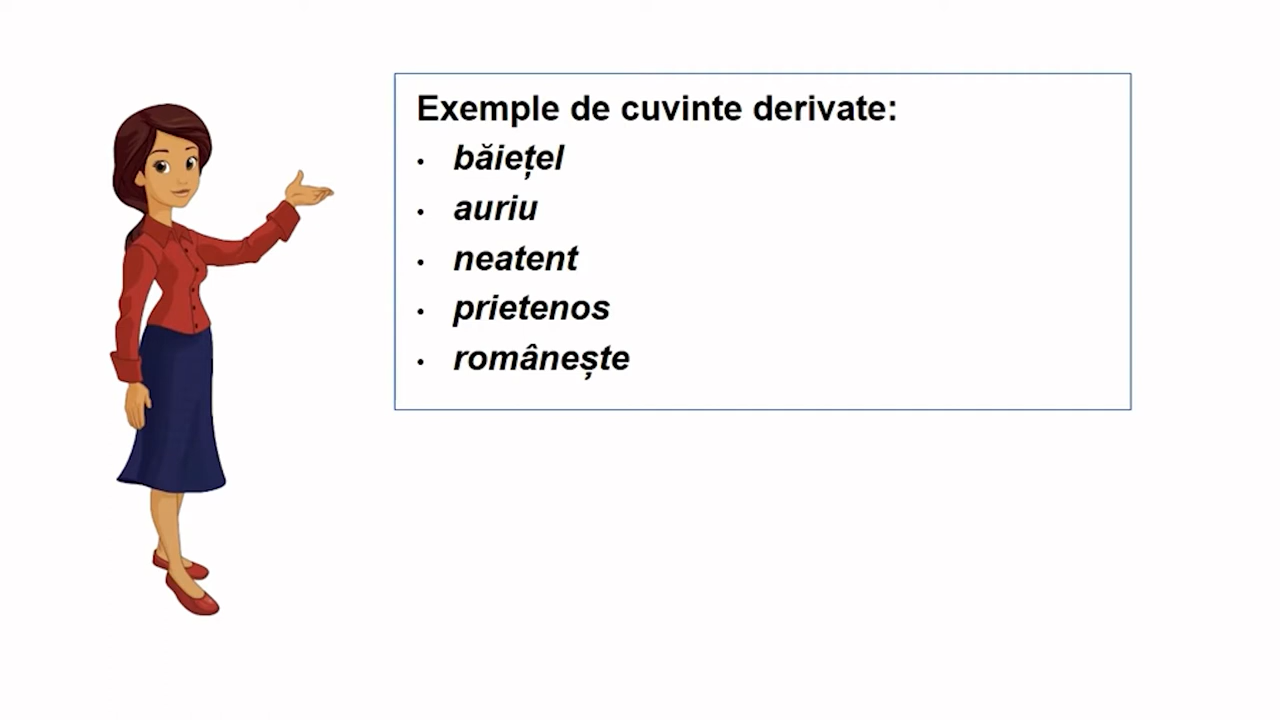 Exemple de cuvinte derivate:
• băiețel
• auriu
• neatent
• prietenos
• românește